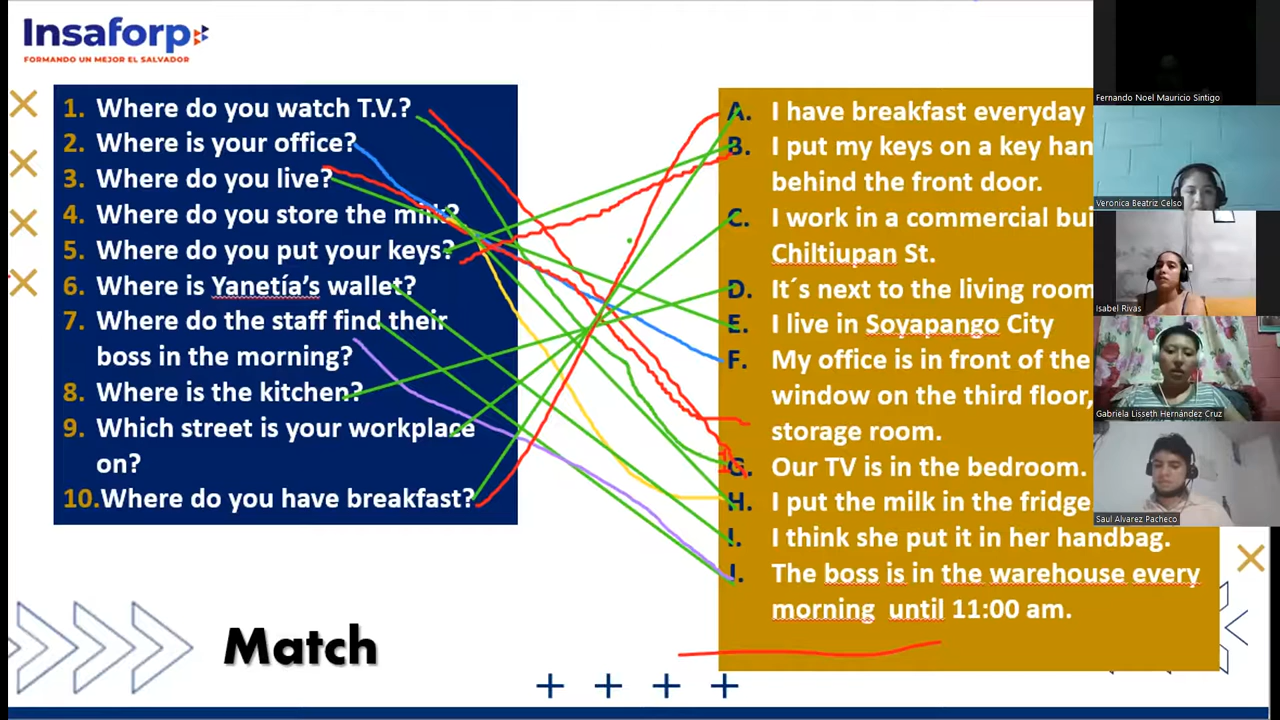 Insaforp
FORMANDO UN MEJOR EL SALVADOR
1. Where do you watch T.V.?
2. Where is your office?
3. Where do you live?
4. Where do you store the milk?
5. Where do you put your keys?
6. Where is Yanetía's wallet?
7. Where do the staff find their
boss in the morning?
8. Where is the kitchen?
9. Which street is your workplace
on?
10. Where do you have breakfast?
A. I have breakfast everyday
B. I put my keys on a key han
behind the front door.
C. I work in a commercial bui
Chiltiupan St.
D. It´s next to the living room
E. I live in Soyapango City
F. My office is in front of the
window on the third floor,
storage room.
G. Our TV is in the bedroom.
H. I put the milk in the fridge
I. I think she put it in her handbag.
J. The boss is in the warehouse every
morning until 11:00 am.
Match
Fernando Noel Mauricio Sintigo
Veronica Beatriz Celso
Isabel Rivas
Gabriela Lisseth Hernández Cruz
Saul Alvarez Pacheco